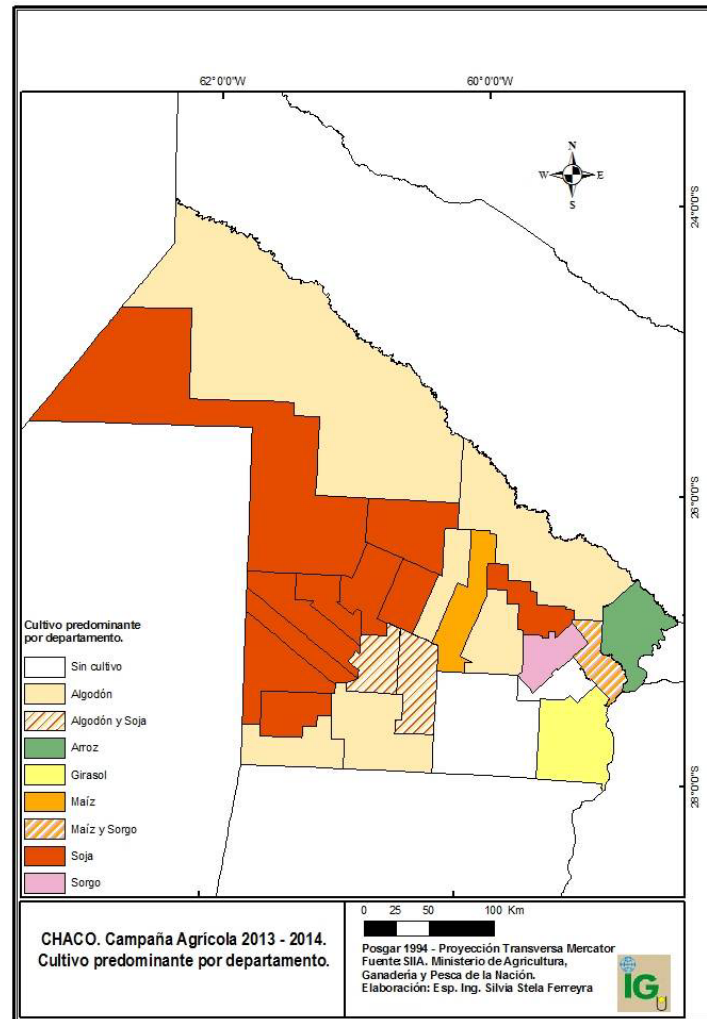 62°0'0"W
60°0'0"W
N
W E
S
24°0'0"S
26°0'0"S
28°0'0"S
Cultivo predominante
por departamento.
Sin cultivo
Algodón
Algodón y Soja
Arroz
Girasol
Maíz
Maíz y Sorgo
Soja
Sorgo
CHACO. Campaña Agrícola 2013 - 2014.
Cultivo predominante por departamento.
0 25 50 100 Km
Posgar 1994 - Proyección Transversa Mercator
Fuente: SIIA. Ministerio de Agricultura,
Ganadería y Pesca de la Nación.
Elaboración: Esp. Ing. Silvia Stela Ferreyra
IG